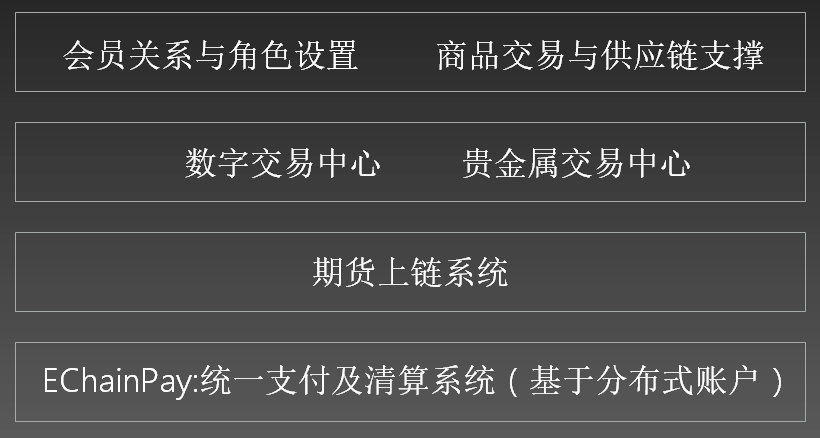 会员关系与角色设置 商品交易与供应链支撑
数字交易中心 贵金属交易中心
期货上链系统
EChainPay:统一支付及清算系统（基于分布式账户）